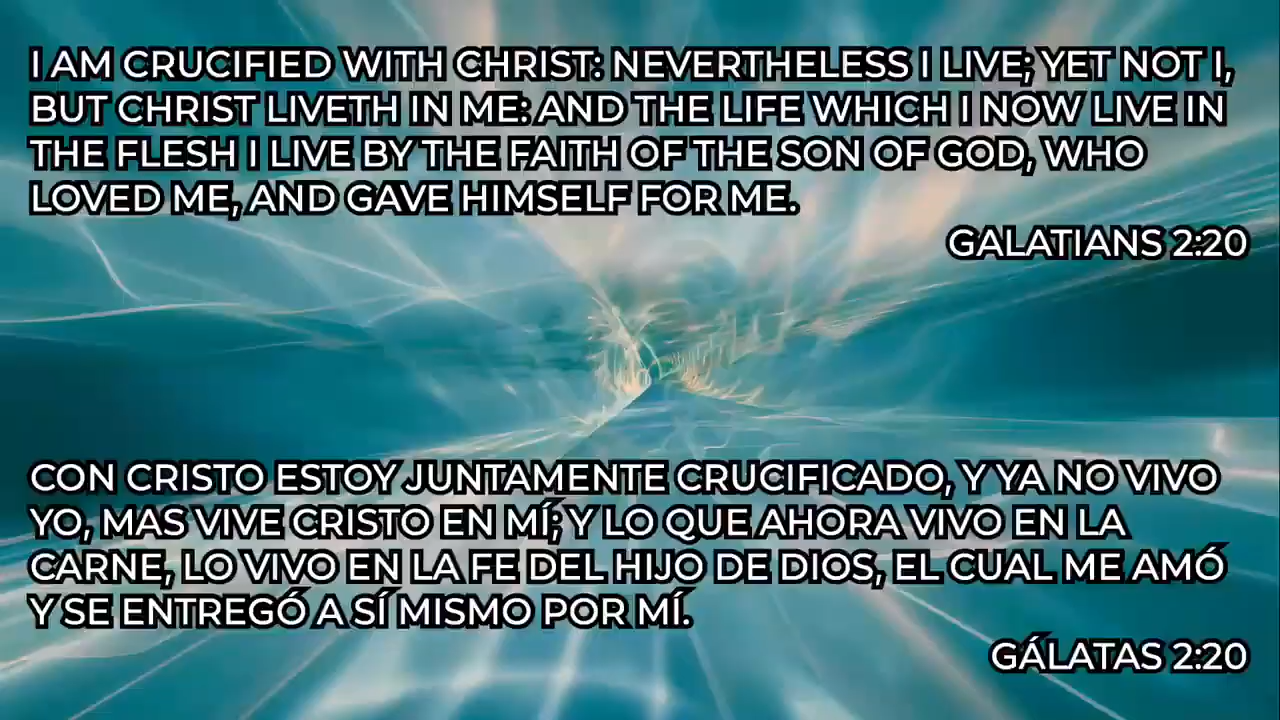 I AM CRUCIFIED WITH CHRIST: NEVERTHELESS I LIVE; YET NOT I,
BUT CHRIST LIVETH IN ME: AND THE LIFE WHICH I NOW LIVE IN
THE FLESH I LIVE BY THE FAITH OF THE SON OF GOD, WHO
LOVED ME, AND GAVE HIMSELF FOR ME.
GALATIANS 2:20
CON CRISTO ESTOY JUNTAMENTE CRUCIFICADO, Y YA NO VIVO
YO, MAS VIVE CRISTO EN MÍ; Y LO QUE AHORA VIVO EN LA
CARNE, LO VIVO EN LA FE DEL HIJO DE DIOS, EL CUAL ME AMÓ
Y SE ENTREGÓ A SÍ MISMO POR MÍ.
GÁLATAS 2:20